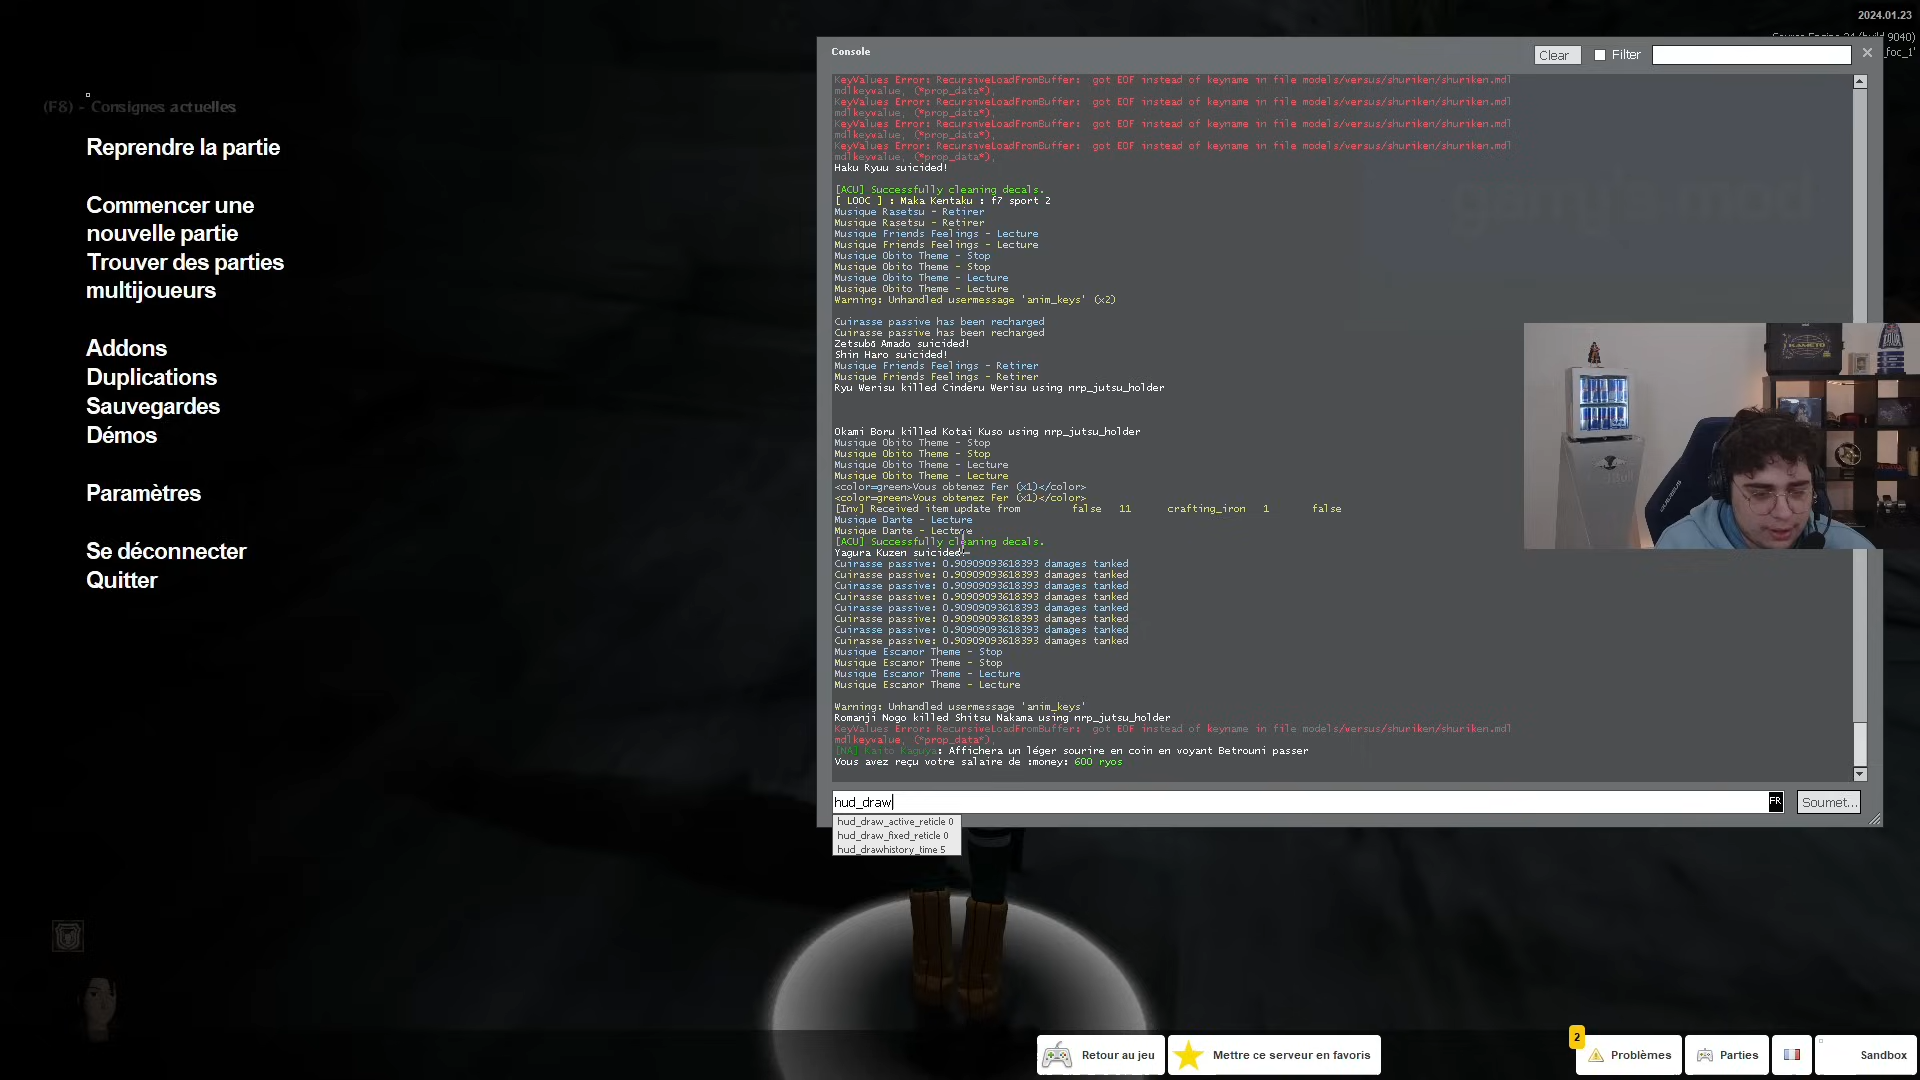 2024.01.23
Console
Clear
Filter
foc_1'
(F8) - Consignes actuelles
Reprendre la partie
Commencer une
nouvelle partie
Trouver des parties
multijoueurs
Addons
Duplications
Sauvegardes
Démos
Paramètres
Se déconnecter
Quitter
KeyValues Error: RecursiveLoadFromBuffer:  got EOF instead of keyname in file models/versus/shuriken/shuriken.mdl
mdlkeyvalue, (*prop_data*),
KeyValues Error: RecursiveLoadFromBuffer:  got EOF instead of keyname in file models/versus/shuriken/shuriken.mdl
mdlkeyvalue, (*prop_data*),
KeyValues Error: RecursiveLoadFromBuffer:  got EOF instead of keyname in file models/versus/shuriken/shuriken.mdl
mdlkeyvalue, (*prop_data*),
KeyValues Error: RecursiveLoadFromBuffer:  got EOF instead of keyname in file models/versus/shuriken/shuriken.mdl
mdlkeyvalue, (*prop_data*),
Haku Ryuu suicided!
[ACU] Successfully cleaning decals.
[ LOOC ] : Maka Kentaku : f7 sport 2
Musique Rasetsu - Retirer
Musique Rasetsu - Retirer
Musique Friends Feelings - Lecture
Musique Friends Feelings - Lecture
Musique Obito Theme - Stop
Musique Obito Theme - Stop
Musique Obito Theme - Lecture
Musique Obito Theme - Lecture
Warning: Unhandled usermessage 'anim_keys' (x2)
Cuirasse passive has been recharged
Cuirasse passive has been recharged
Zetsubō Amado suicided!
Shin Haro suicided!
Musique Friends Feelings - Retirer
Musique Friends Feelings - Retirer
Ryu Werisu killed Cinderu Werisu using nrp_jutsu_holder
Okami Boru killed Kotai Kuso using nrp_jutsu_holder
Musique Obito Theme - Stop
Musique Obito Theme - Stop
Musique Obito Theme - Lecture
Musique Obito Theme - Lecture
<color=green>Vous obtenez Fer (x1)</color>
<color=green>Vous obtenez Fer (x1)</color>
[Inv] Received item update from false 11 crafting_iron 1 false
Musique Dante - Lecture
Musique Dante - Lecture
[ACU] Successfully cleaning decals.
Yagura Kuzen suicided
Cuirasse passive: 0.90909093618393 damages tanked
Cuirasse passive: 0.90909093618393 damages tanked
Cuirasse passive: 0.90909093618393 damages tanked
Cuirasse passive: 0.90909093618393 damages tanked
Cuirasse passive: 0.90909093618393 damages tanked
Cuirasse passive: 0.90909093618393 damages tanked
Cuirasse passive: 0.90909093618393 damages tanked
Cuirasse passive: 0.90909093618393 damages tanked
Musique Escanor Theme - Stop
Musique Escanor Theme - Stop
Musique Escanor Theme - Lecture
Musique Escanor Theme - Lecture
Warning: Unhandled usermessage 'anim_keys'
Romanji Nogo killed Shitsu Nakama using nrp_jutsu_holder
KeyValues Error: RecursiveLoadFromBuffer:  got EOF instead of keyname in file models/versus/shuriken/shuriken.mdl
mdlkeyvalue, (*prop_data*),
[NA] Kaito Kaguya: Affichera un léger sourire en coin en voyant Betrouni passer
Vous avez reçu votre salaire de :money: 600 ryos
hud_draw
FR
Soumet...
hud_draw_active_reticle 0
hud_draw_fixed_reticle 0
hud_drawhistory_time 5
Retour au jeu
Mettre ce serveur en favoris
2
Problèmes
Parties
Sandbox